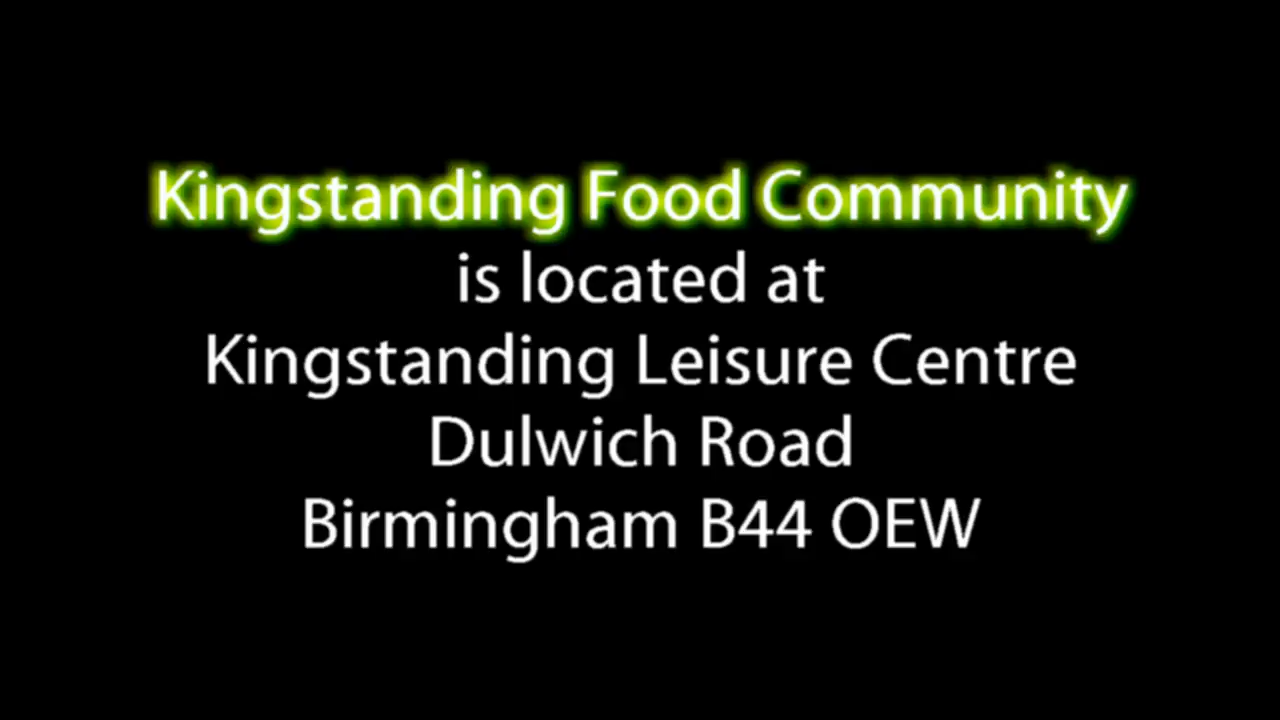 Kingstanding Food Community
is located at
Kingstanding Leisure Centre
Dulwich Road
Birmingham B44 OEW